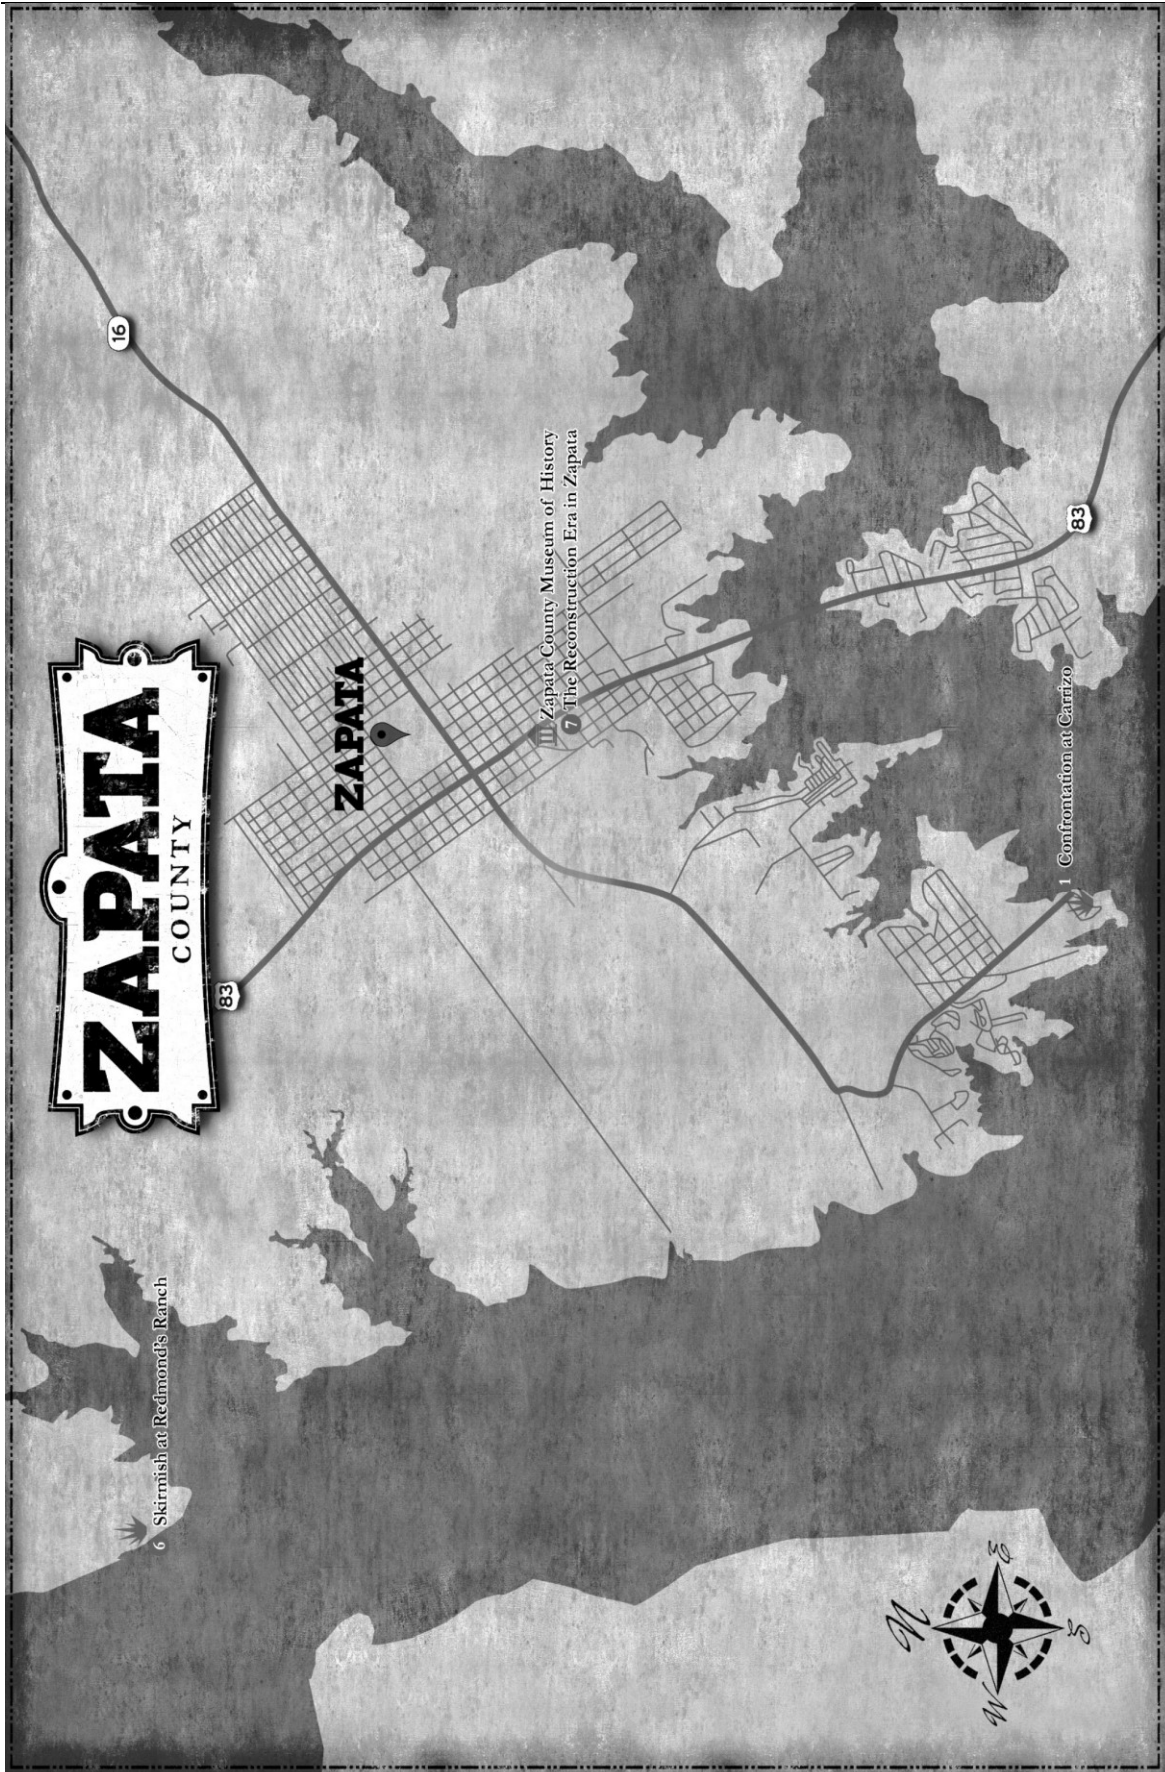 ZAPATA
COUNTY
16
83
ZAPATA
Zapata County Museum of History
7 The Reconstruction Era in Zapata
83
1 Confrontation at Carrizo
6 Skirmish at Redmond's Ranch
N
E
S
W